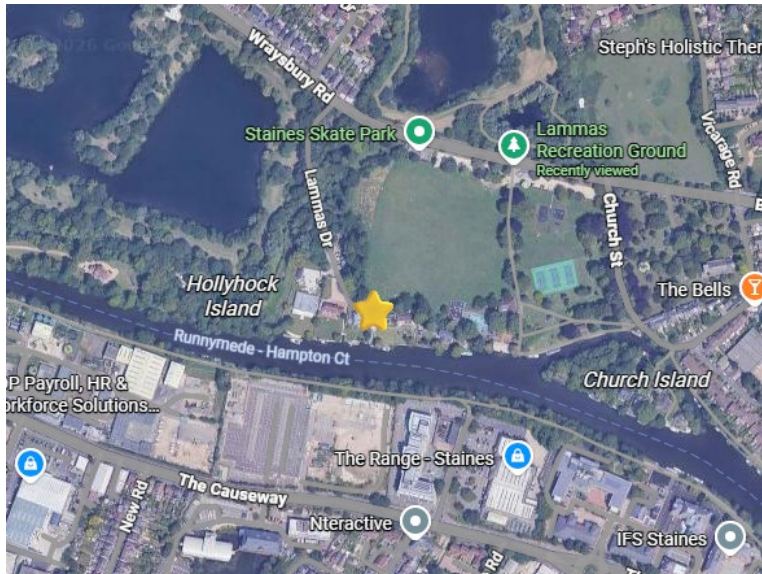 Steph's Holistic Ther
Wraysbury Rd
Staines Skate Park
Lammas
Recreation Ground
Recently viewed
Vicarage Rd
Lammas Dr
Church St
B
Hollyhock
Island
The Bells
Runnymede - Hampton Ct
Church Island
P Payroll, HR &
orkforce Solutions...
The Range - Staines
The Causeway
New Rd
Nteractive
IFS Staines
Rd
Th